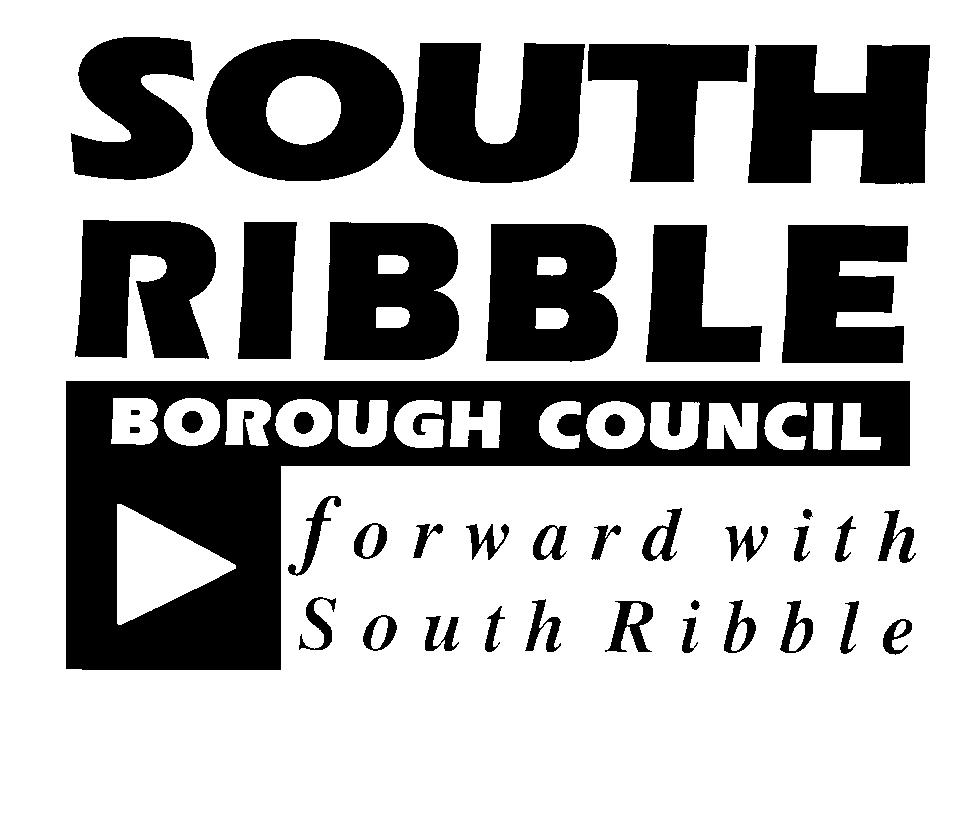 SOUTH
RIBBLE
BOROUGH COUNCIL
forward with
South Ribble